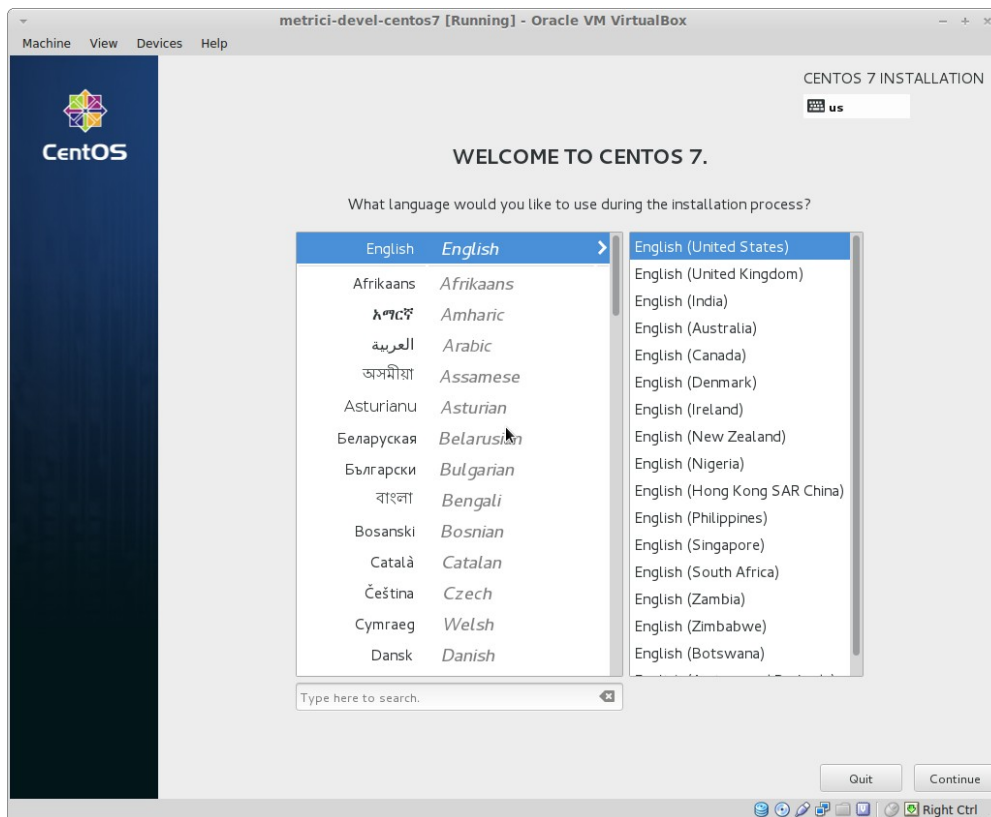 metrici-devel-centos7 [Running] - Oracle VM VirtualBox
Machine View Devices Help
CentOS
CENTOS 7 INSTALLATION
us
WELCOME TO CENTOS 7.
What language would you like to use during the installation process?
English English
Afrikaans Afrikaans
አማርኛ Amharic
العربية Arabic
অসমীয়া Assamese
Asturianu Asturian
Беларуская Belarusian
Български Bulgarian
বাংলা Bengali
Bosanski Bosnian
Català Catalan
Čeština Czech
Cymraeg Welsh
Dansk Danish
English (United States)
English (United Kingdom)
English (India)
English (Australia)
English (Canada)
English (Denmark)
English (Ireland)
English (New Zealand)
English (Nigeria)
English (Hong Kong SAR China)
English (Philippines)
English (Singapore)
English (South Africa)
English (Zambia)
English (Zimbabwe)
English (Botswana)
Type here to search.
Quit Continue
Right Ctrl